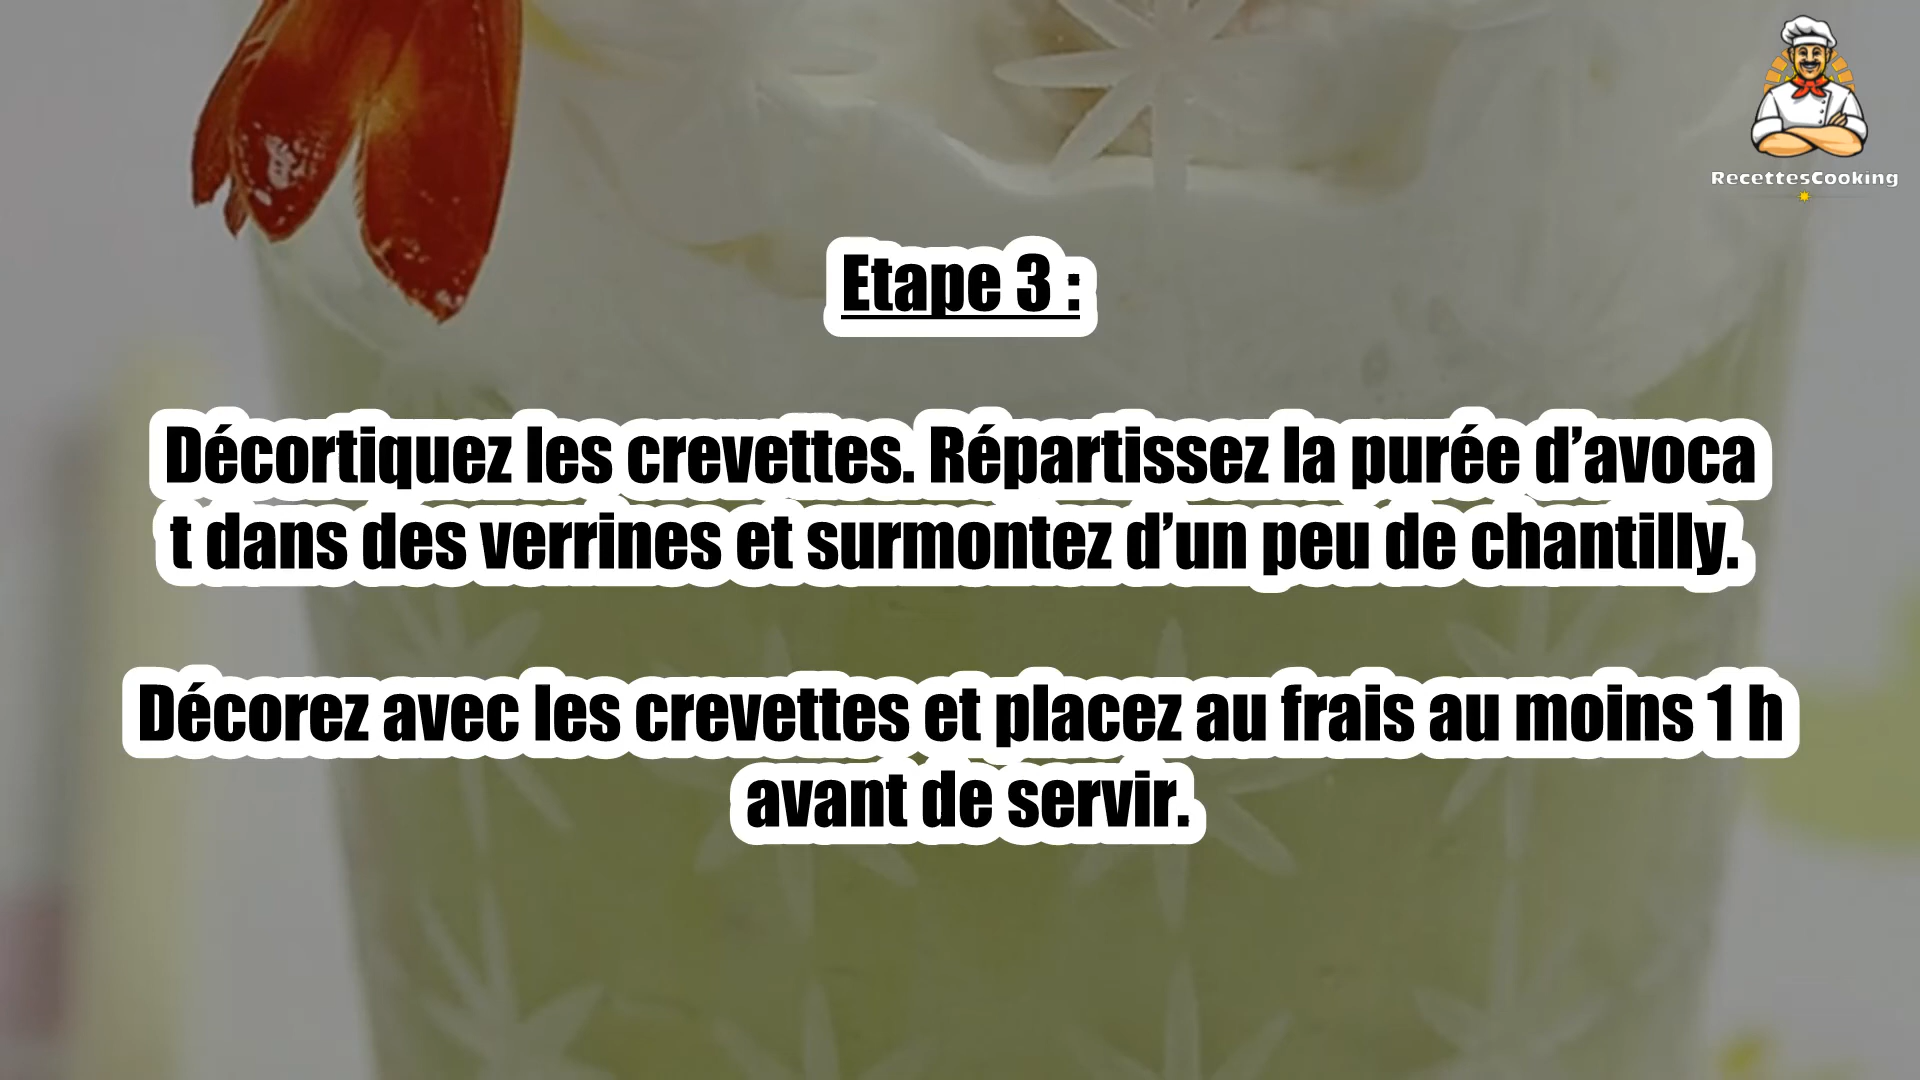 RecettesCooking
Etape 3 :
Décortiquez les crevettes. Répartissez la purée d’avoca
t dans des verrines et surmontez d’un peu de chantilly.
Décorez avec les crevettes et placez au frais au moins 1 h
avant de servir.